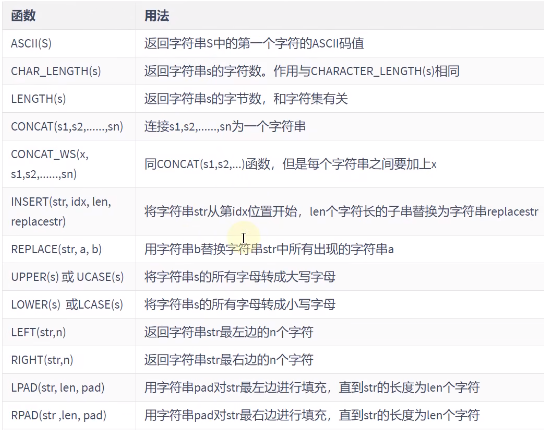 函数 用法
ASCII(S) 返回字符串S中的第一个字符的ASCII码值
CHAR_LENGTH(s) 返回字符串s的字符数。作用与CHARACTER_LENGTH(s)相同
LENGTH(s) 返回字符串s的字节数，和字符集有关
CONCAT(s1,s2,......,sn) 连接s1,s2,......,sn为一个字符串
CONCAT_WS(x,
s1,s2,......,sn) 同CONCAT(s1,s2,...)函数，但是每个字符串之间要加上x
INSERT(str, idx, len,
replacestr) 将字符串str从第idx位置开始，len个字符长的子串替换为字符串replacestr
REPLACE(str, a, b) 用字符串b替换字符串str中所有出现的字符串a
UPPER(s) 或 UCASE(s) 将字符串s的所有字母转成大写字母
LOWER(s) 或LCASE(s) 将字符串s的所有字母转成小写字母
LEFT(str,n) 返回字符串str最左边的n个字符
RIGHT(str,n) 返回字符串str最右边的n个字符
LPAD(str, len, pad) 用字符串pad对str最左边进行填充，直到str的长度为len个字符
RPAD(str ,len, pad) 用字符串pad对str最右边进行填充，直到str的长度为len个字符